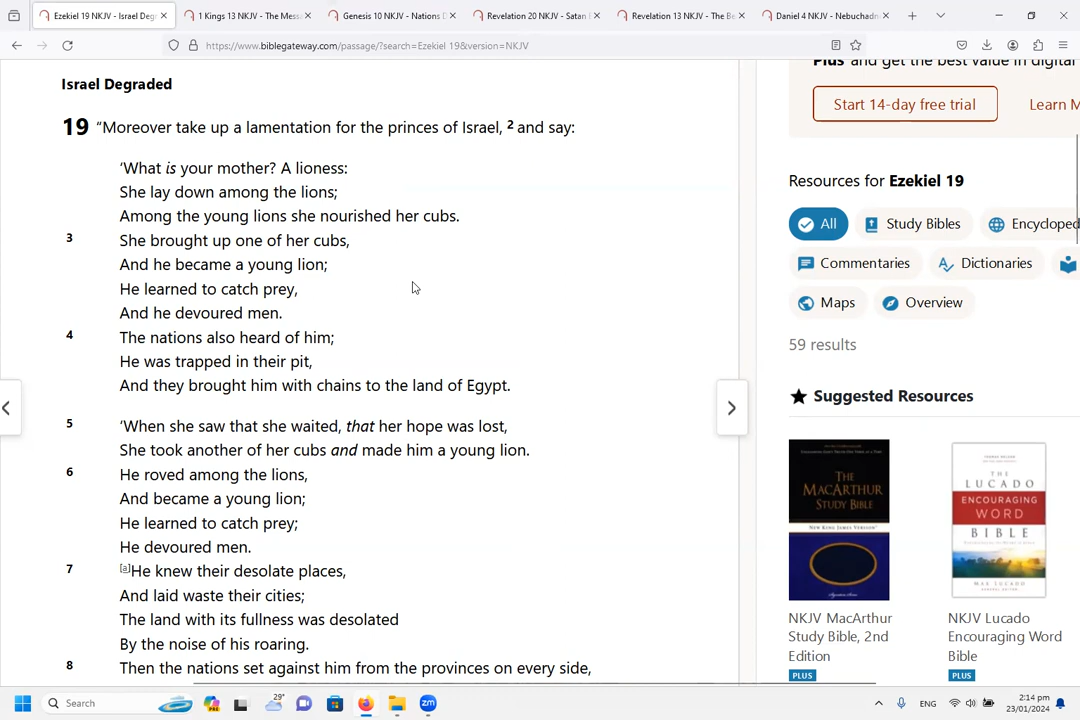 Ezekiel 19 NKJV - Israel Degr
1 Kings 13 NKJV - The Mess
Genesis 10 NKJV - Nations D
Revelation 20 NKJV - Satan B
Revelation 13 NKJV - The Be
Daniel 4 NKJV - Nebuchadn
https://www.biblegateway.com/passage/?search=Ezekiel 19&version=NKJV
Israel Degraded
19 “Moreover take up a lamentation for the princes of Israel, 2 and say:
‘What is your mother? A lioness:
She lay down among the lions;
Among the young lions she nourished her cubs.
3 She brought up one of her cubs,
And he became a young lion;
He learned to catch prey,
And he devoured men.
4 The nations also heard of him;
He was trapped in their pit,
And they brought him with chains to the land of Egypt.
5 ‘When she saw that she waited, that her hope was lost,
She took another of her cubs and made him a young lion.
6 He roved among the lions,
And became a young lion;
He learned to catch prey;
He devoured men.
7 [a]He knew their desolate places,
And laid waste their cities;
The land with its fullness was desolated
By the noise of his roaring.
8 Then the nations set against him from the provinces on every side,
Plus and get the best value in digital
Start 14-day free trial
Learn M
Resources for Ezekiel 19
All
Study Bibles
Encycloped
Commentaries
Dictionaries
Maps
Overview
59 results
Suggested Resources
THE
MACARTHUR
STUDY BIBLE
NEW KING JAMES VERSION
THE
LUCADO
ENCOURAGING
WORD
BIBLE
MAX LUCADO
NKJV MacArthur
Study Bible, 2nd
Edition
PLUS
NKJV Lucado
Encouraging Word
Bible
PLUS
Search
29°
ENG
2:14 pm
23/01/2024